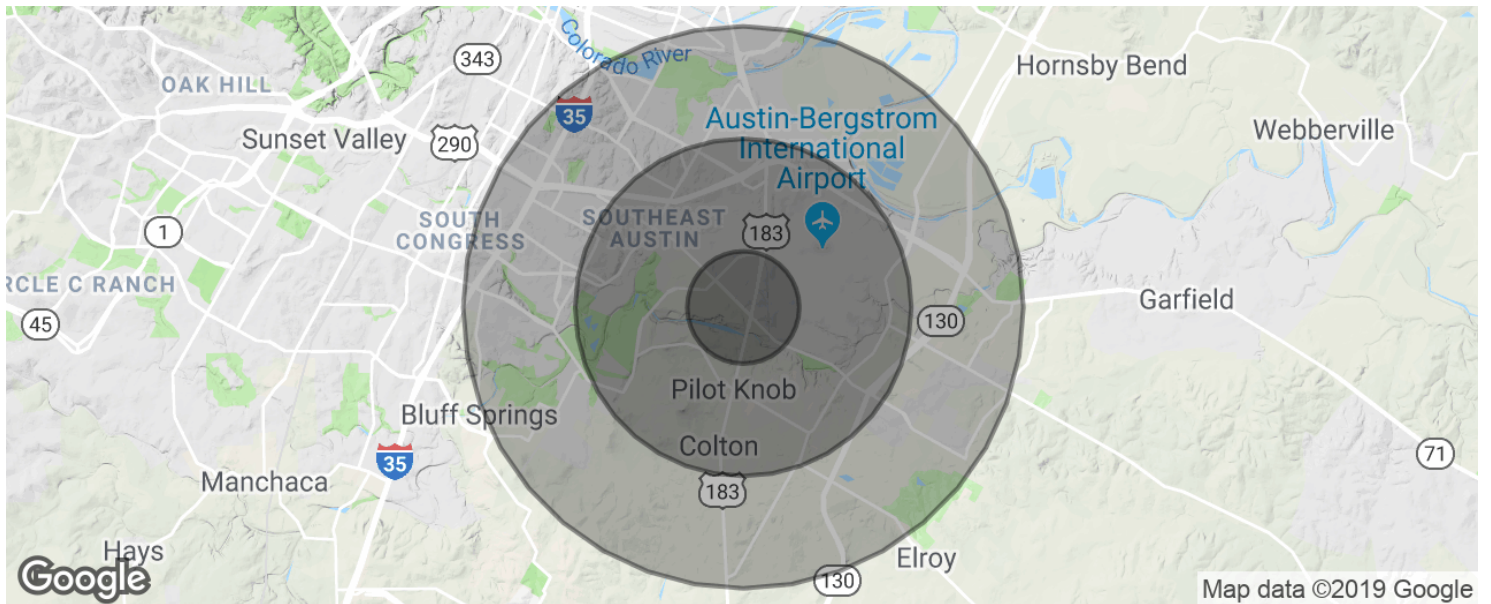 Colorado River
343
OAK HILL
Hornsby Bend
35
Sunset Valley
290
Austin-Bergstrom
International
Airport
Webberville
1
SOUTH
CONGRESS
SOUTHEAST
AUSTIN
183
RCLE C RANCH
45
130
Garfield
Pilot Knob
Bluff Springs
Colton
35
71
Manchaca
183
Hays
Elroy
130
Google
Map data ©2019 Google